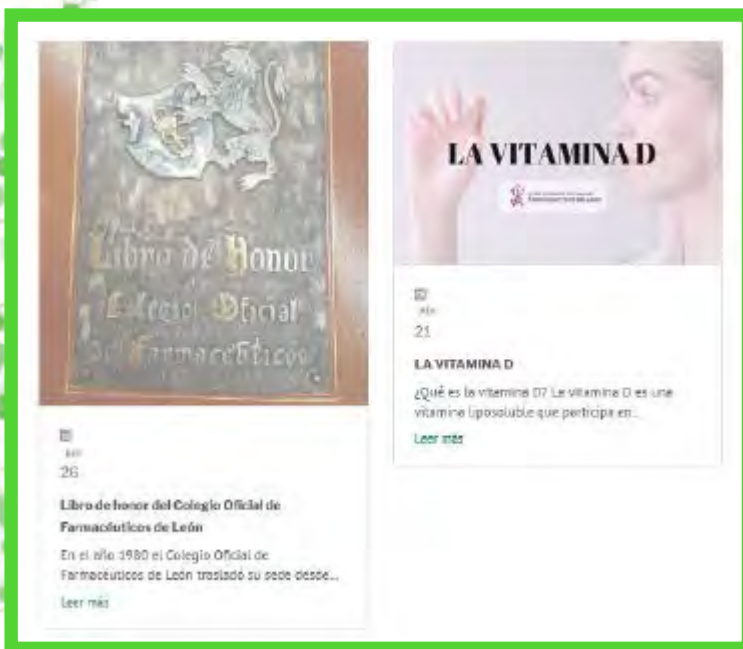 Libro de Honor
Colegio Oficial
de Farmacéuticos
26
Libro de honor del Colegio Oficial de
Farmacéuticos de León
En el año 1980 el Colegio Oficial de
Farmacéuticos de León trasladó su sede desde...
Leer más
LA VITAMINA D
21
LA VITAMINA D
¿Qué es la vitamina D? La vitamina D es una
vitamina liposoluble que participa en...
Leer más